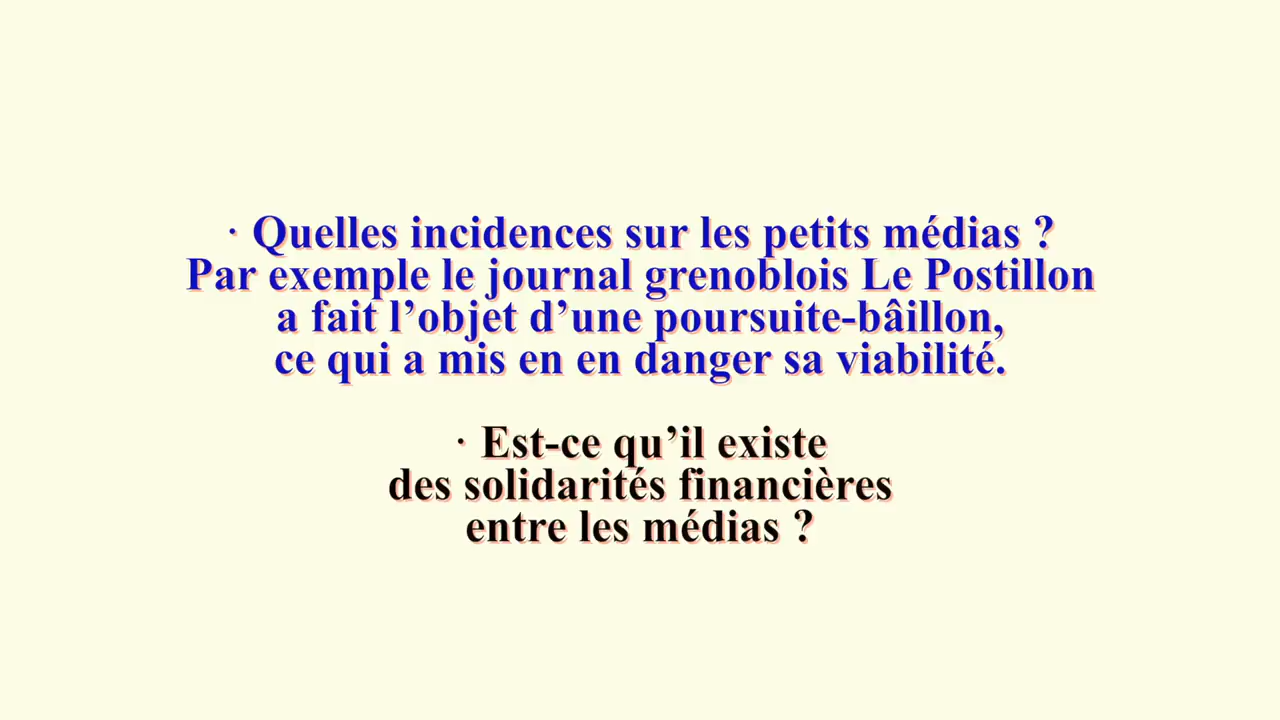 · Quelles incidences sur les petits médias ?
Par exemple le journal grenoblois Le Postillon
a fait l’objet d’une poursuite-bâillon,
ce qui a mis en en danger sa viabilité.
· Est-ce qu’il existe
des solidarités financières
entre les médias ?